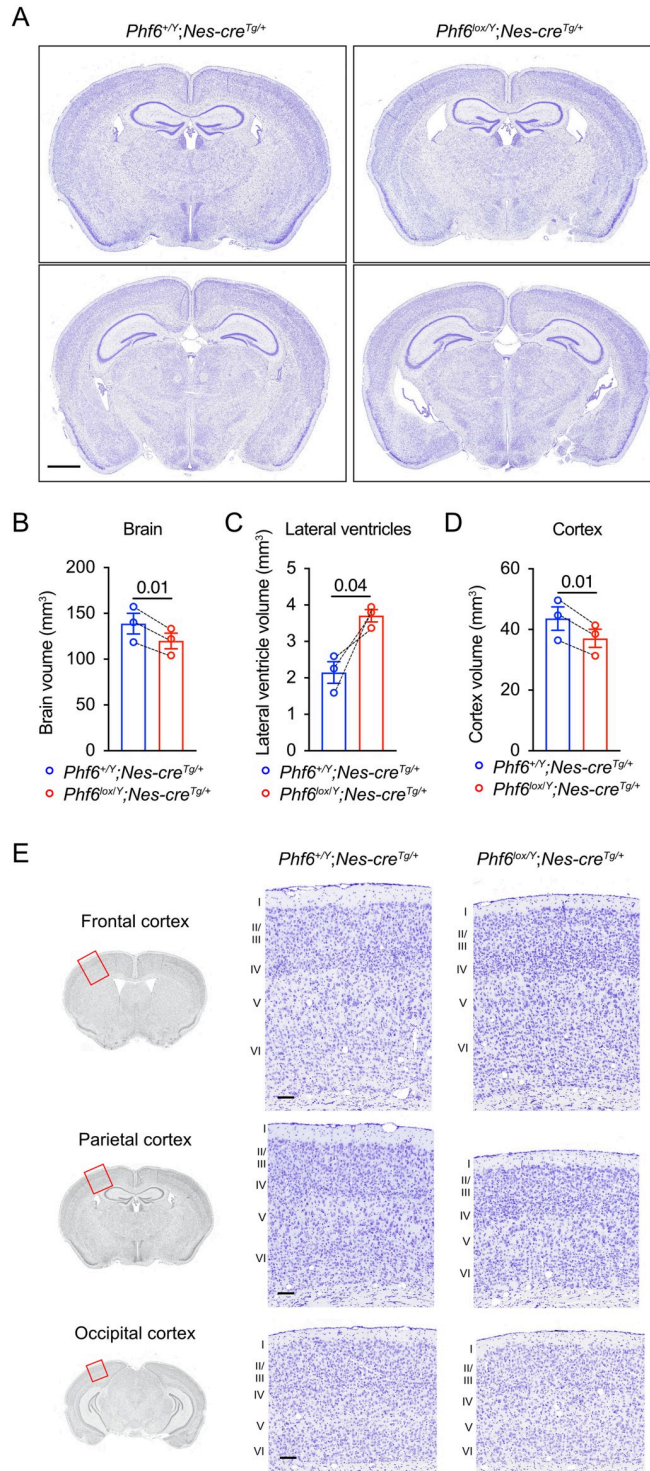 A
Phf6+/Y;Nes-creTg/+ Phf6lox/Y;Nes-creTg/+
B Brain
C Lateral ventricles
D Cortex
Brain voume (mm3)
200
150
100
50
0
0.01
Lateral ventricle volume (mm3)
5
4
3
2
1
0
0.04
Cortex volume (mm3)
60
40
20
0
0.01
Phf6+/Y;Nes-creTg/+
Phf6lox/Y;Nes-creTg/+
Phf6+/Y;Nes-creTg/+
Phf6lox/Y;Nes-creTg/+
Phf6+/Y;Nes-creTg/+
Phf6lox/Y;Nes-creTg/+
E
Phf6+/Y;Nes-creTg/+ Phf6lox/Y;Nes-creTg/+
Frontal cortex
I
II/
III
IV
V
VI
I
II/
III
IV
V
VI
Parietal cortex
I
II/
III
IV
V
VI
I
II/
III
IV
V
VI
Occipital cortex
I
II/
III
IV
V
VI
I
II/
III
IV
V
VI